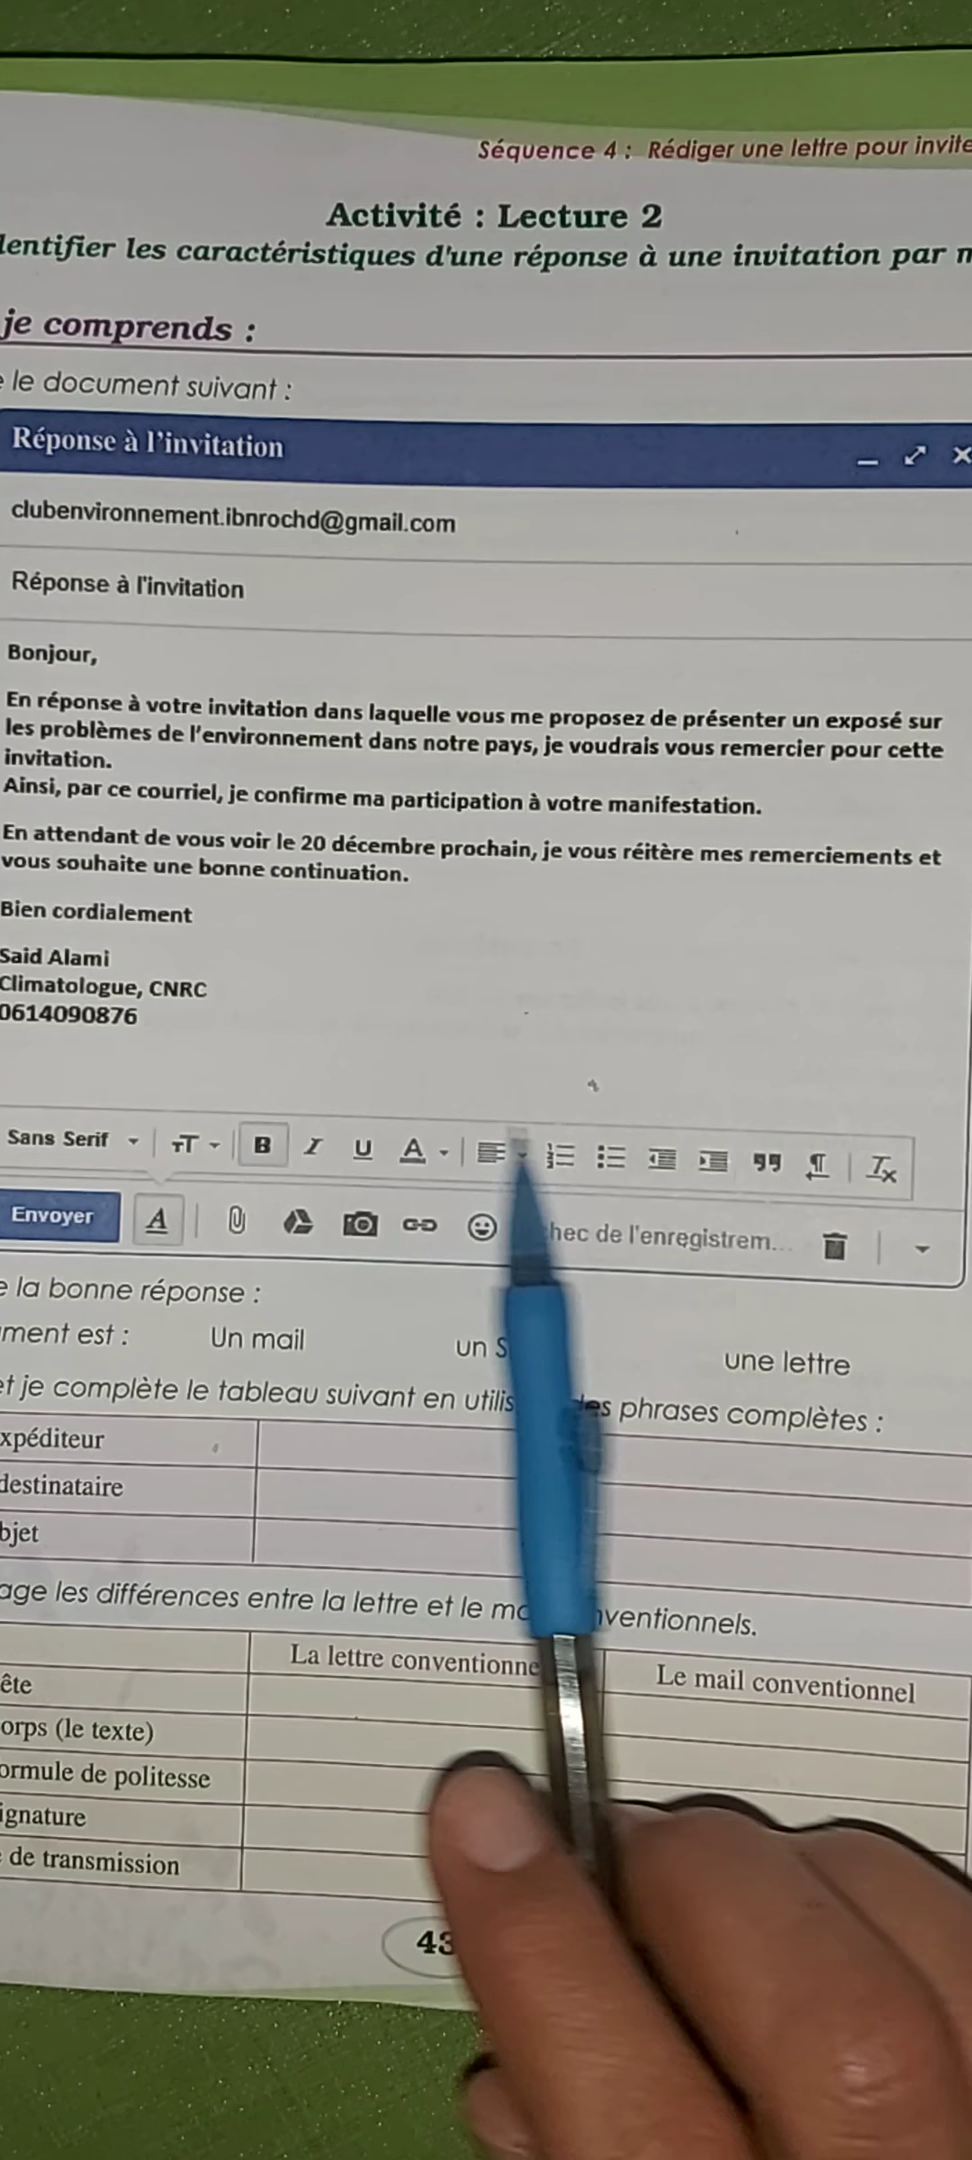 Séquence 4 : Rédiger une lettre pour invite
Activité : Lecture 2
dentifier les caractéristiques d'une réponse à une invitation par m
je comprends :
e le document suivant :
Réponse à l'invitation
clubenvironnement.ibnrochd@gmail.com
Réponse à l'invitation
Bonjour,
En réponse à votre invitation dans laquelle vous me proposez de présenter un exposé sur
les problèmes de l'environnement dans notre pays, je voudrais vous remercier pour cette
invitation.
Ainsi, par ce courriel, je confirme ma participation à votre manifestation.
En attendant de vous voir le 20 décembre prochain, je vous réitère mes remerciements et
vous souhaite une bonne continuation.
Bien cordialement
Said Alami
Climatologue, CNRC
0614090876
Sans Serif
Envoyer
hec de l'enregistrem...
e la bonne réponse :
ment est : Un mail un S une lettre
et je complète le tableau suivant en utilis des phrases complètes :
xpéditeur
destinataire
bjet
age les différences entre la lettre et le ma nventionnels.
La lettre conventionne Le mail conventionnel
ête
orps (le texte)
ormule de politesse
ignature
de transmission
43